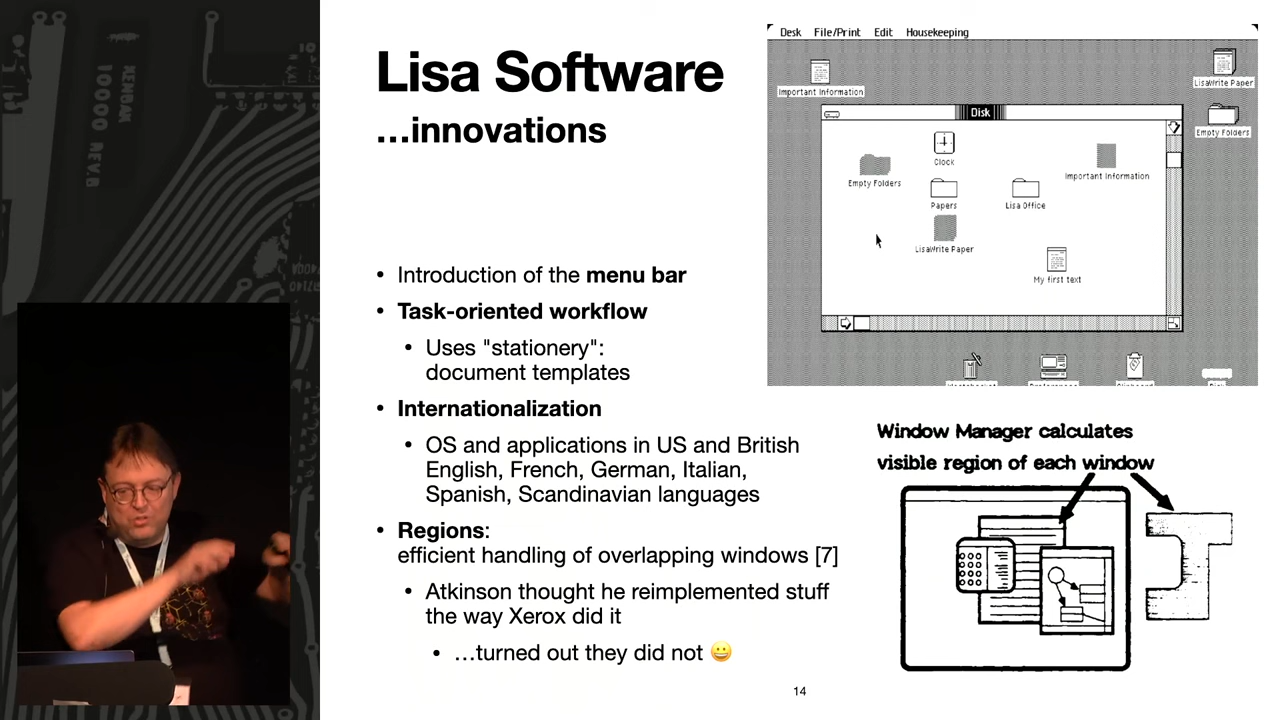 Lisa Software
…innovations
• Introduction of the menu bar
• Task-oriented workflow
• Uses "stationery":
document templates
• Internationalization
• OS and applications in US and British
English, French, German, Italian,
Spanish, Scandinavian languages
• Regions:
efficient handling of overlapping windows [7]
• Atkinson thought he reimplemented stuff
the way Xerox did it
• …turned out they did not 😀
Desk File/Print Edit Housekeeping
Important Information
LisaWrite Paper
Empty Folders
Disk
Clock
Empty Folders
Important Information
Papers
Lisa Office
LisaWrite Paper
My first text
Window Manager calculates
visible region of each window
14
KENDAN
10000 REV.B